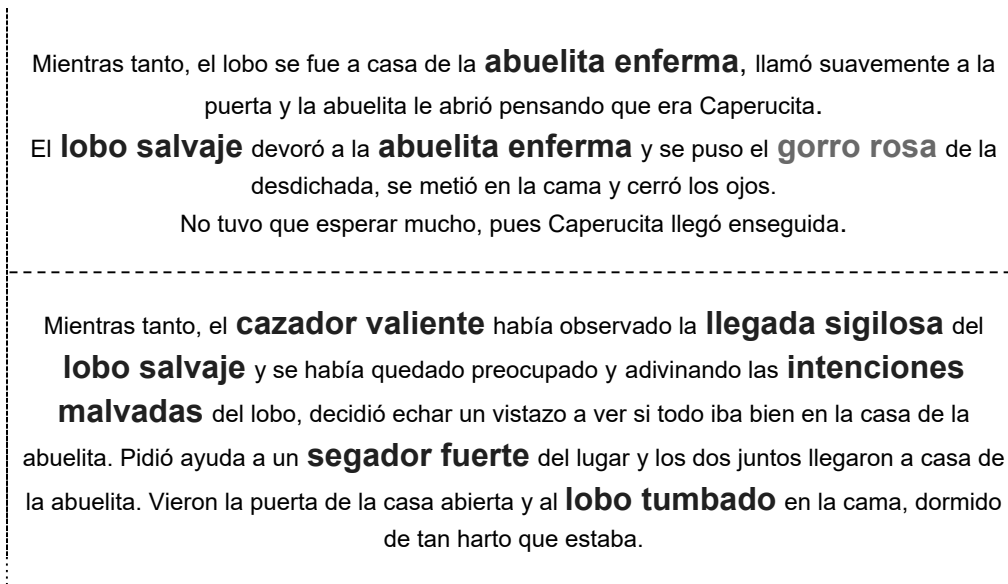 Mientras tanto, el lobo se fue a casa de la abuelita enferma, llamó suavemente a la
puerta y la abuelita le abrió pensando que era Caperucita.
El lobo salvaje devoró a la abuelita enferma y se puso el gorro rosa de la
desdichada, se metió en la cama y cerró los ojos.
No tuvo que esperar mucho, pues Caperucita llegó enseguida.
Mientras tanto, el cazador valiente había observado la llegada sigilosa del
lobo salvaje y se había quedado preocupado y adivinando las intenciones
malvadas del lobo, decidió echar un vistazo a ver si todo iba bien en la casa de la
abuelita. Pidió ayuda a un segador fuerte del lugar y los dos juntos llegaron a casa de
la abuelita. Vieron la puerta de la casa abierta y al lobo tumbado en la cama, dormido
de tan harto que estaba.